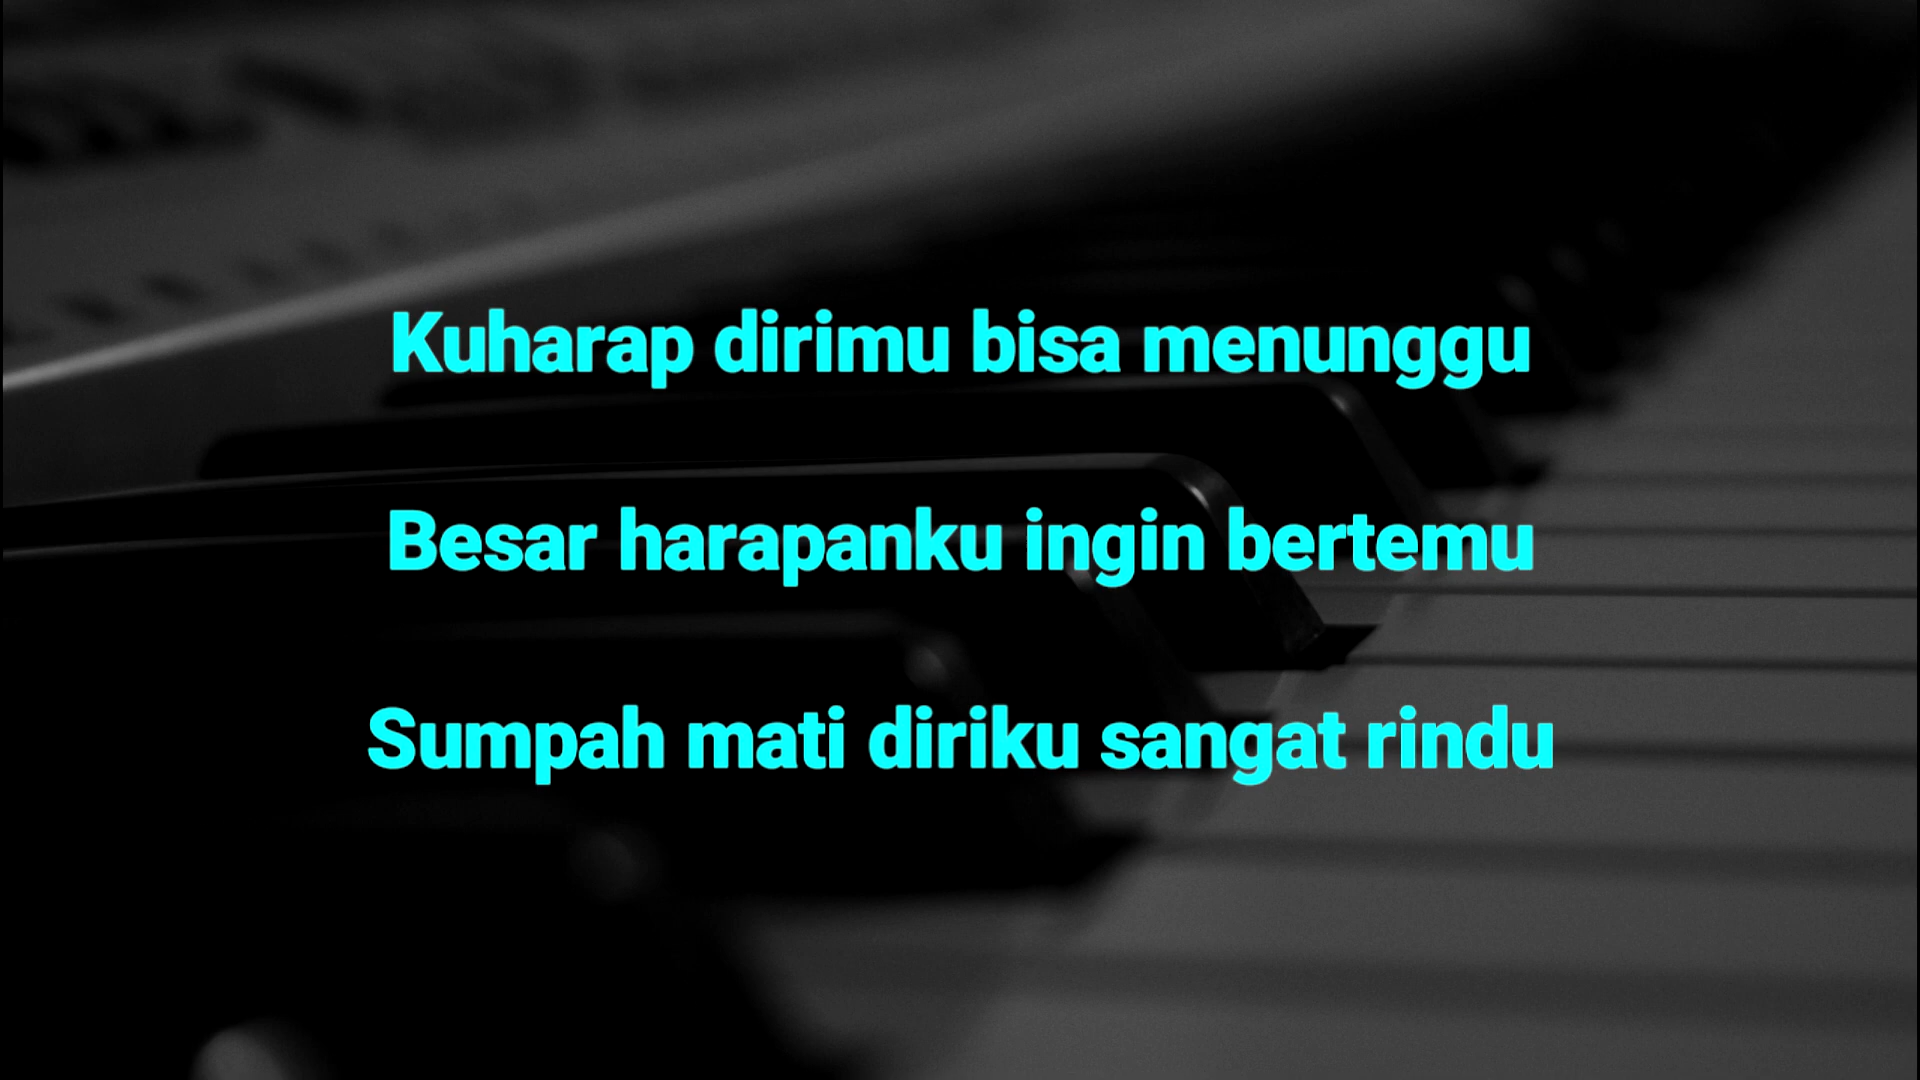 Kuharap dirimu bisa menunggu
Besar harapanku ingin bertemu
Sumpah mati diriku sangat rindu